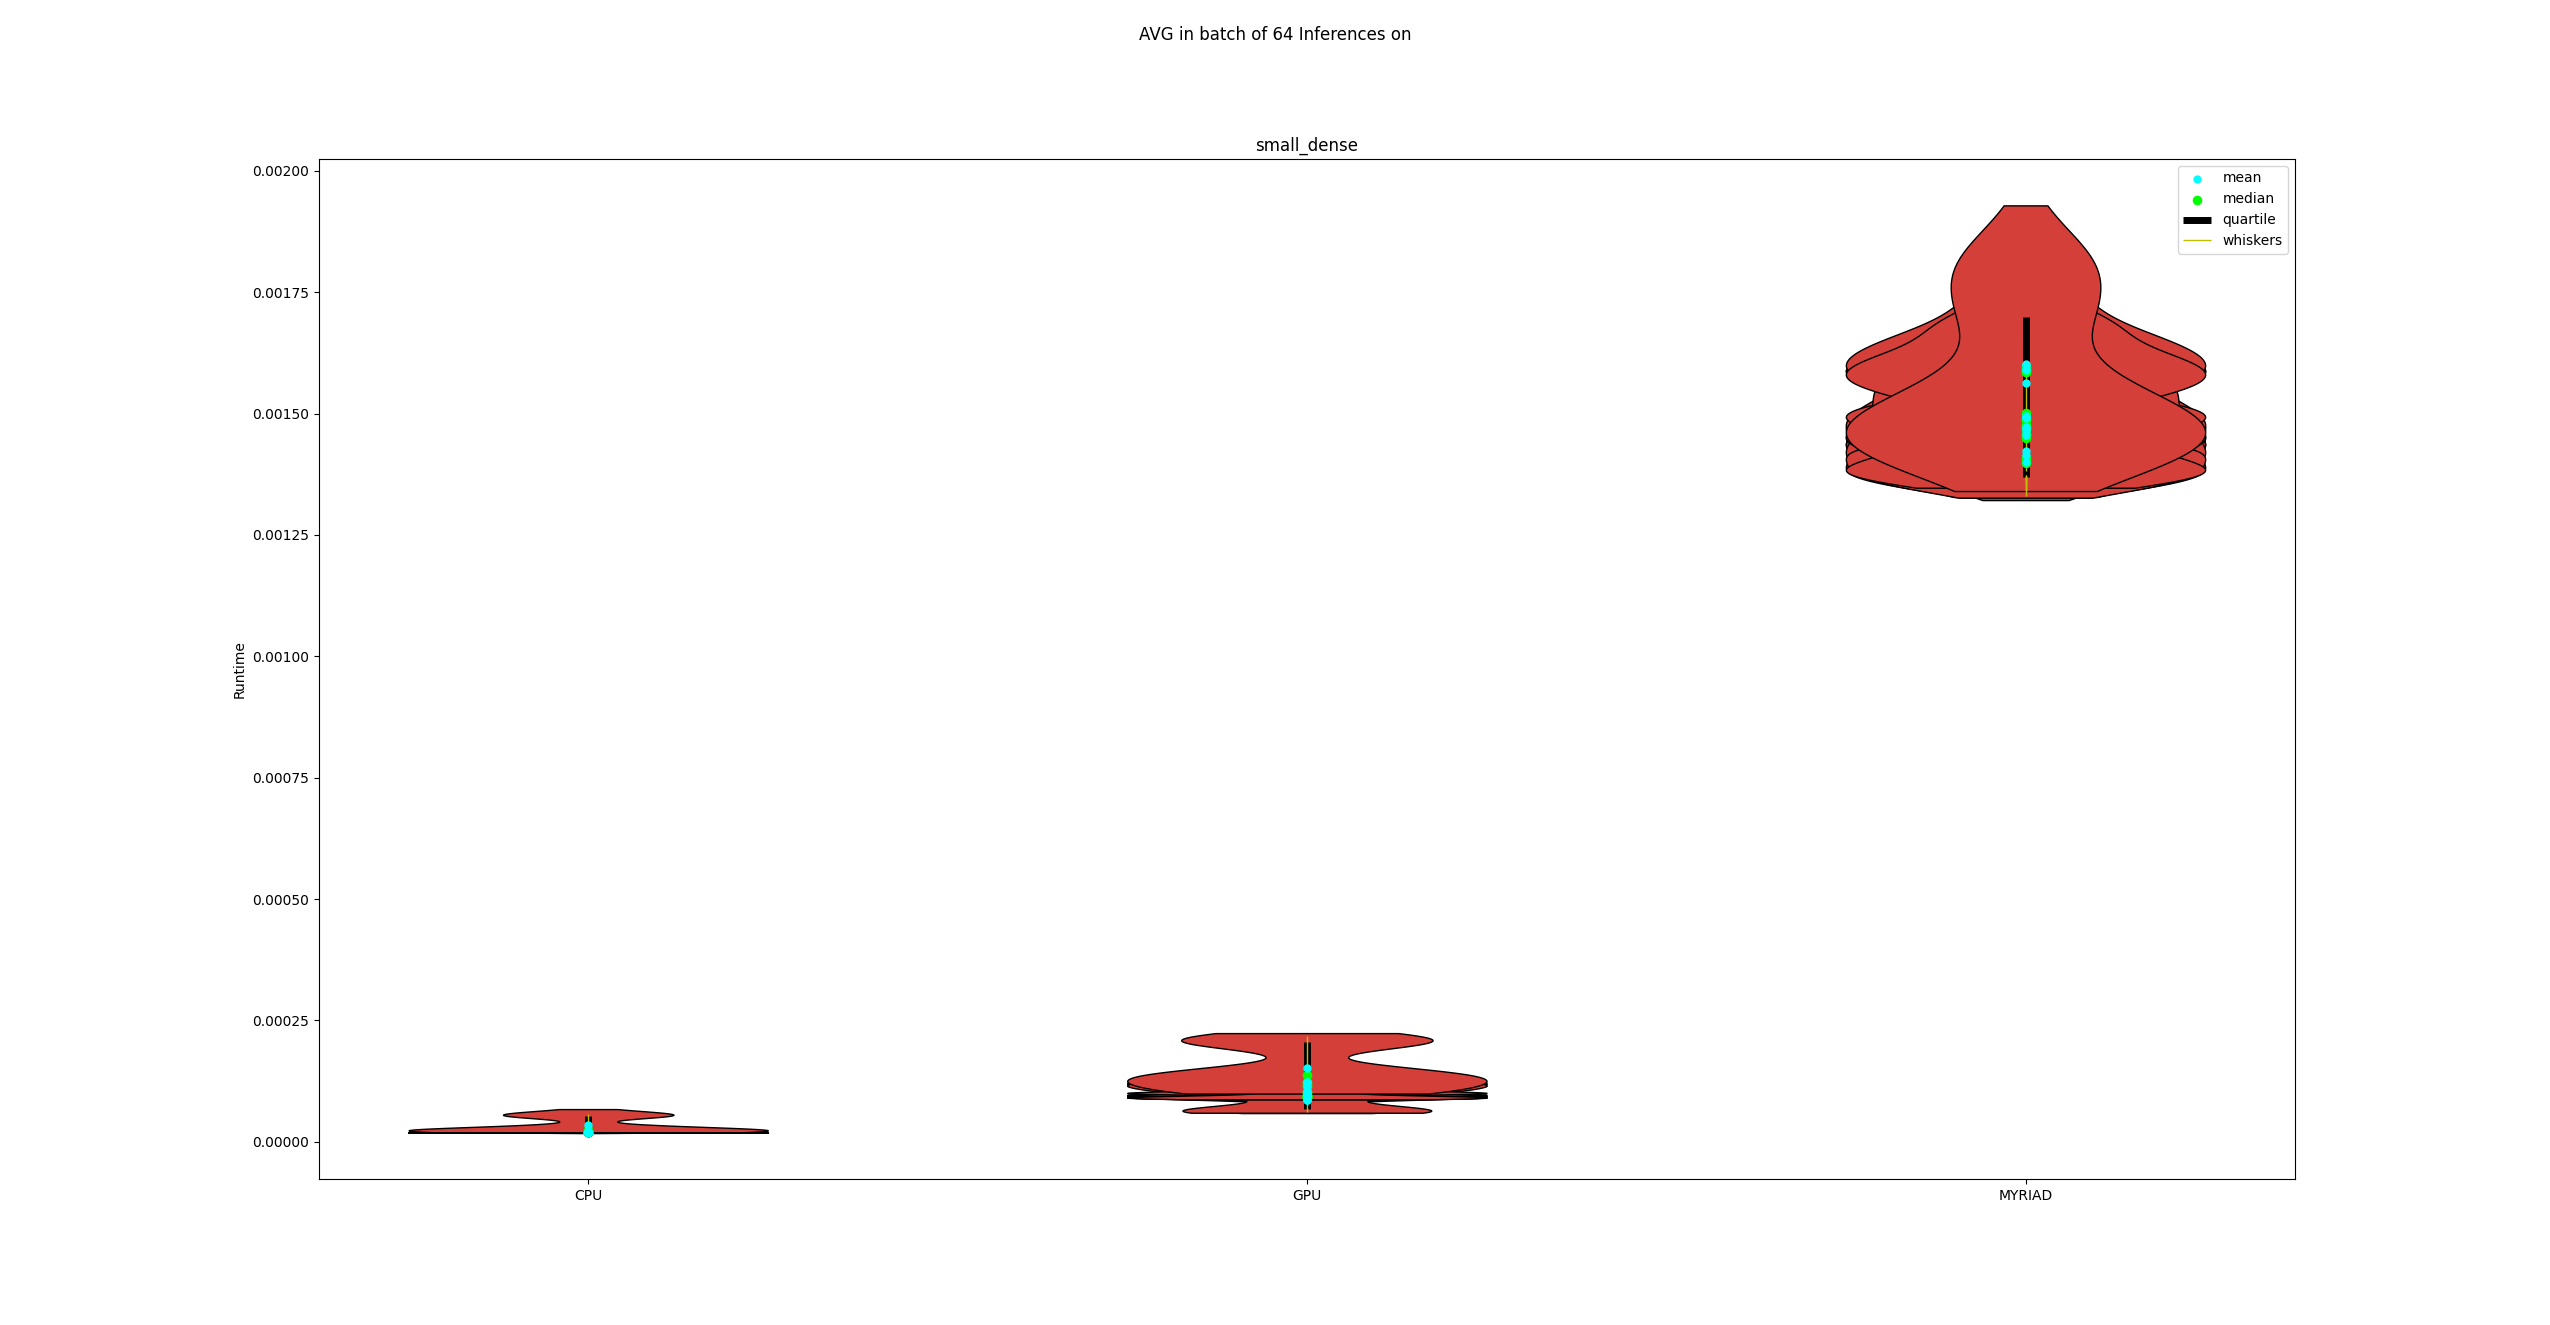 AVG in batch of 64 Inferences on
small_dense
0.00200
0.00175
0.00150
0.00125
0.00100
0.00075
0.00050
0.00025
0.00000
Runtime
mean
median
quartile
whiskers
CPU
GPU
MYRIAD